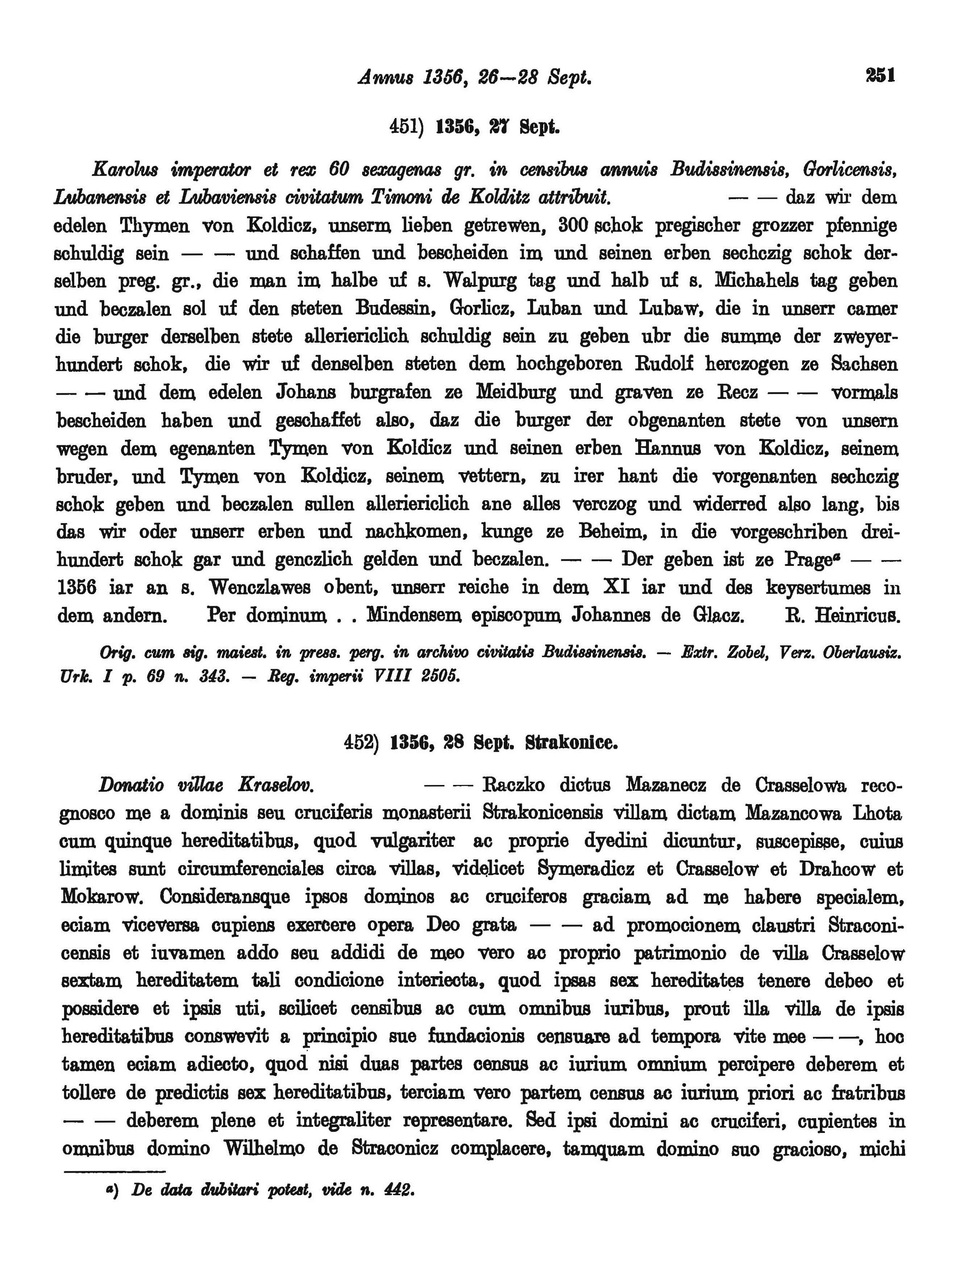 Annus 1356, 26—28 Sept. 251
451) 1356, 27 Sept.
Karolus imperator et rex 60 sexagenas gr. in censibus annuis Budissinensis, Gorlicensis,
Lubanensis et Lubaviensis civitatum Timoni de Kolditz attribuit. — — daz wir dem
edelen Thymen von Koldicz, unserm lieben getrewen, 300 schok pregischer grozzer pfennige
schuldig sein — — und schaffen und bescheiden im und seinen erben sechczig schok der-
selben preg. gr., die man im halbe uf s. Walpurg tag und halb uf s. Michahels tag geben
und beczalen sol uf den steten Budessin, Gorlicz, Luban und Lubaw, die in unserr camer
die burger derselben stete alleriericlich schuldig sein zu geben ubr die summe der zweyer-
hundert schok, die wir uf denselben steten dem hochgeboren Rudolf herczogen ze Sachsen
— — und dem edelen Johans burgrafen ze Meidburg und graven ze Recz — — vormals
bescheiden haben und geschaffet also, daz die burger der obgenanten stete von unsern
wegen dem egenanten Tymen von Koldicz und seinen erben Hannus von Koldicz, seinem
bruder, und Tymen von Koldicz, seinem vettern, zu irer hant die vorgenanten sechczig
schok geben und beczalen sullen alleriericlich ane alles verczog und widerred also lang, bis
das wir oder unserr erben und nachkomen, kunge ze Beheim, in die vorgeschriben drei-
hundert schok gar und genczlich gelden und beczalen. — — Der geben ist ze Pragea — —
1356 iar an s. Wenczlawes obent, unserr reiche in dem XI iar und des keysertumes in
dem andern. Per dominum . . Mindensem episcopum Johannes de Glacz. R. Heinricus.
Orig. cum sig. maiest. in press. perg. in archivo civitatis Budissinensis. — Extr. Zobel, Verz. Oberlausiz.
Urk. I p. 69 n. 343. — Reg. imperii VIII 2505.
452) 1356, 28 Sept. Strakonice.
Donatio villae Kraselov. — — Raczko dictus Mazanecz de Crasselowa reco-
gnosco me a dominis seu cruciferis monasterii Strakonicensis villam dictam Mazancowa Lhota
cum quinque hereditatibus, quod vulgariter ac proprie dyedini dicuntur, suscepisse, cuius
limites sunt circumferenciales circa villas, videlicet Symeradicz et Crasselow et Drahcow et
Mokarow. Consideransque ipsos dominos ac cruciferos graciam ad me habere specialem,
eciam viceversa cupiens exercere opera Deo grata — — ad promocionem claustri Straconi-
censis et iuvamen addo seu addidi de meo vero ac proprio patrimonio de villa Crasselow
sextam hereditatem tali condicione interiecta, quod ipsas sex hereditates tenere debeo et
possidere et ipsis uti, scilicet censibus ac cum omnibus iuribus, prout illa villa de ipsis
hereditatibus conswevit a principio sue fundacionis censuare ad tempora vite mee — —, hoc
tamen eciam adiecto, quod nisi duas partes census ac iurium omnium percipere deberem et
tollere de predictis sex hereditatibus, terciam vero partem census ac iurium priori ac fratribus
— — deberem plene et integraliter representare. Sed ipsi domini ac cruciferi, cupientes in
omnibus domino Wilhelmo de Straconicz complacere, tamquam domino suo gracioso, michi
a) De data dubitari potest, vide n. 442.